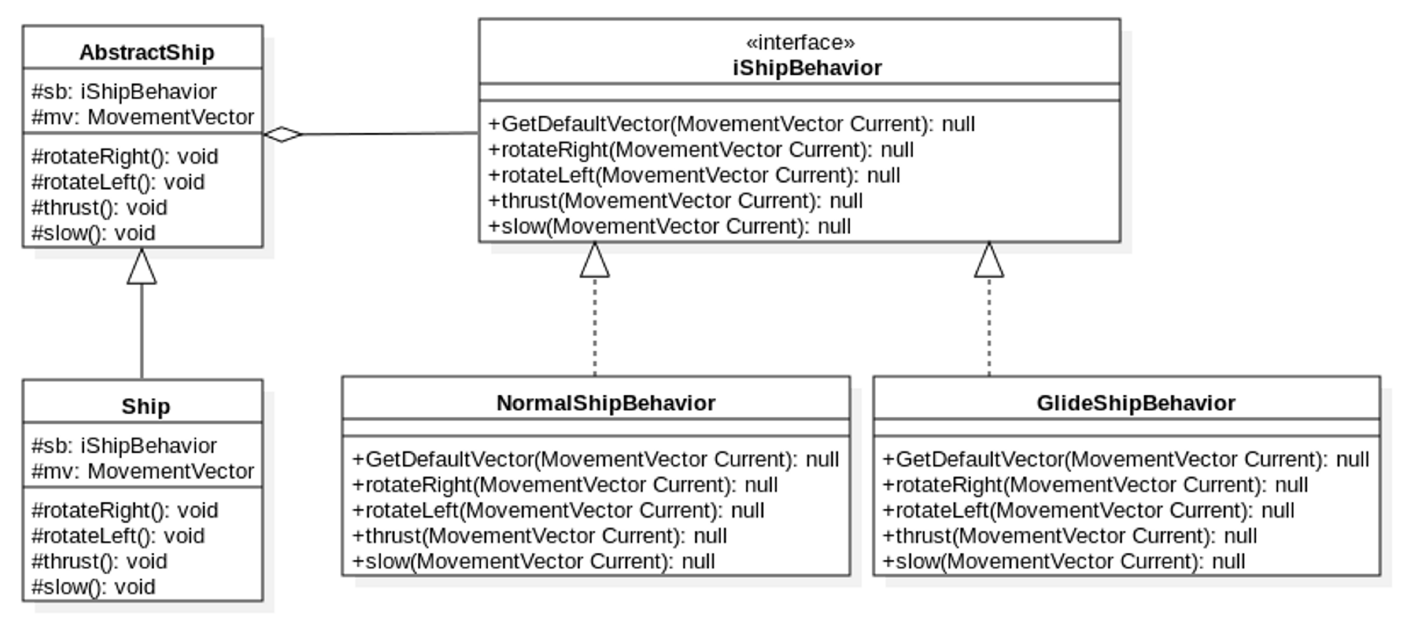 AbstractShip
#sb: iShipBehavior
#mv: MovementVector
#rotateRight(): void
#rotateLeft(): void
#thrust(): void
#slow(): void
«interface»
iShipBehavior
+GetDefaultVector(MovementVector Current): null
+rotateRight(MovementVector Current): null
+rotateLeft(MovementVector Current): null
+thrust(MovementVector Current): null
+slow(MovementVector Current): null
Ship
#sb: iShipBehavior
#mv: MovementVector
#rotateRight(): void
#rotateLeft(): void
#thrust(): void
#slow(): void
NormalShipBehavior
+GetDefaultVector(MovementVector Current): null
+rotateRight(MovementVector Current): null
+rotateLeft(MovementVector Current): null
+thrust(MovementVector Current): null
+slow(MovementVector Current): null
GlideShipBehavior
+GetDefaultVector(MovementVector Current): null
+rotateRight(MovementVector Current): null
+rotateLeft(MovementVector Current): null
+thrust(MovementVector Current): null
+slow(MovementVector Current): null